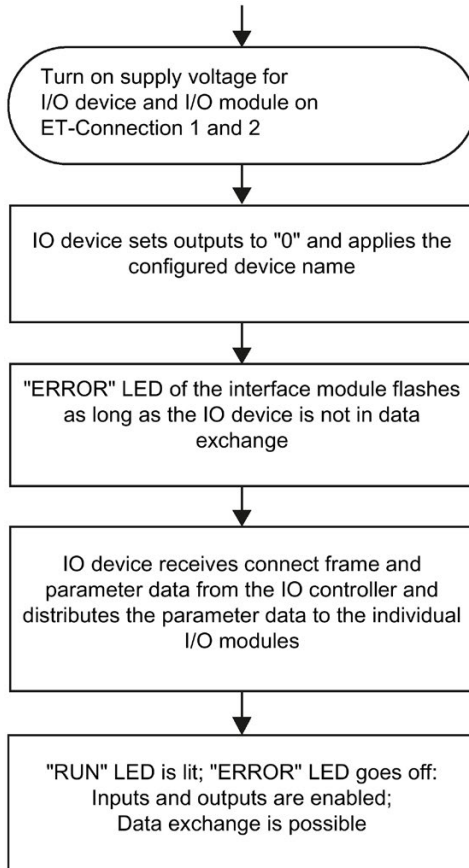 Turn on supply voltage for
I/O device and I/O module on
ET-Connection 1 and 2
IO device sets outputs to "0" and applies the
configured device name
"ERROR" LED of the interface module flashes
as long as the IO device is not in data
exchange
IO device receives connect frame and
parameter data from the IO controller and
distributes the parameter data to the individual
I/O modules
"RUN" LED is lit; "ERROR" LED goes off:
Inputs and outputs are enabled;
Data exchange is possible